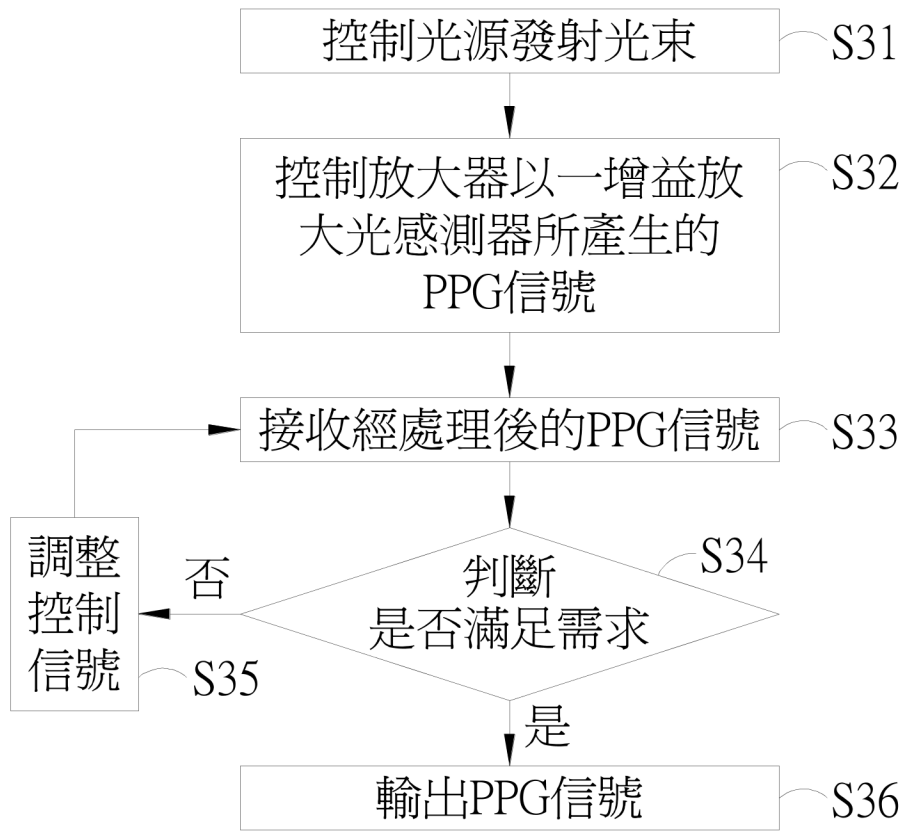 控制光源發射光束
S31
控制放大器以一增益放
大光感測器所產生的
PPG信號
S32
接收經處理後的PPG信號
S33
判斷
是否滿足需求
S34
否
調整
控制
信號
S35
是
輸出PPG信號
S36